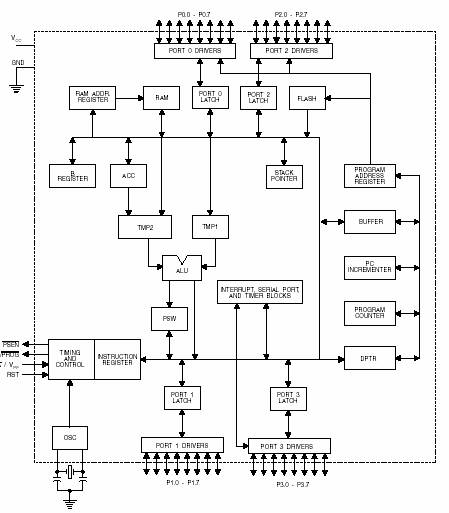 P0.0 - P0.7
P2.0 - P2.7
VCC
GND
PORT 0 DRIVERS
PORT 2 DRIVERS
RAM ADDR.
REGISTER
RAM
PORT 0
LATCH
PORT 2
LATCH
FLASH
B
REGISTER
ACC
STACK
POINTER
PROGRAM
ADDRESS
REGISTER
TMP2
TMP1
BUFFER
ALU
PC
INCREMENTER
INTERRUPT, SERIAL PORT,
AND TIMER BLOCKS
PSW
PROGRAM
COUNTER
PSEN
/PROG
/ VPP
RST
TIMING
AND
CONTROL
INSTRUCTION
REGISTER
DPTR
PORT 1
LATCH
PORT 3
LATCH
OSC
PORT 1 DRIVERS
PORT 3 DRIVERS
P1.0 - P1.7
P3.0 - P3.7